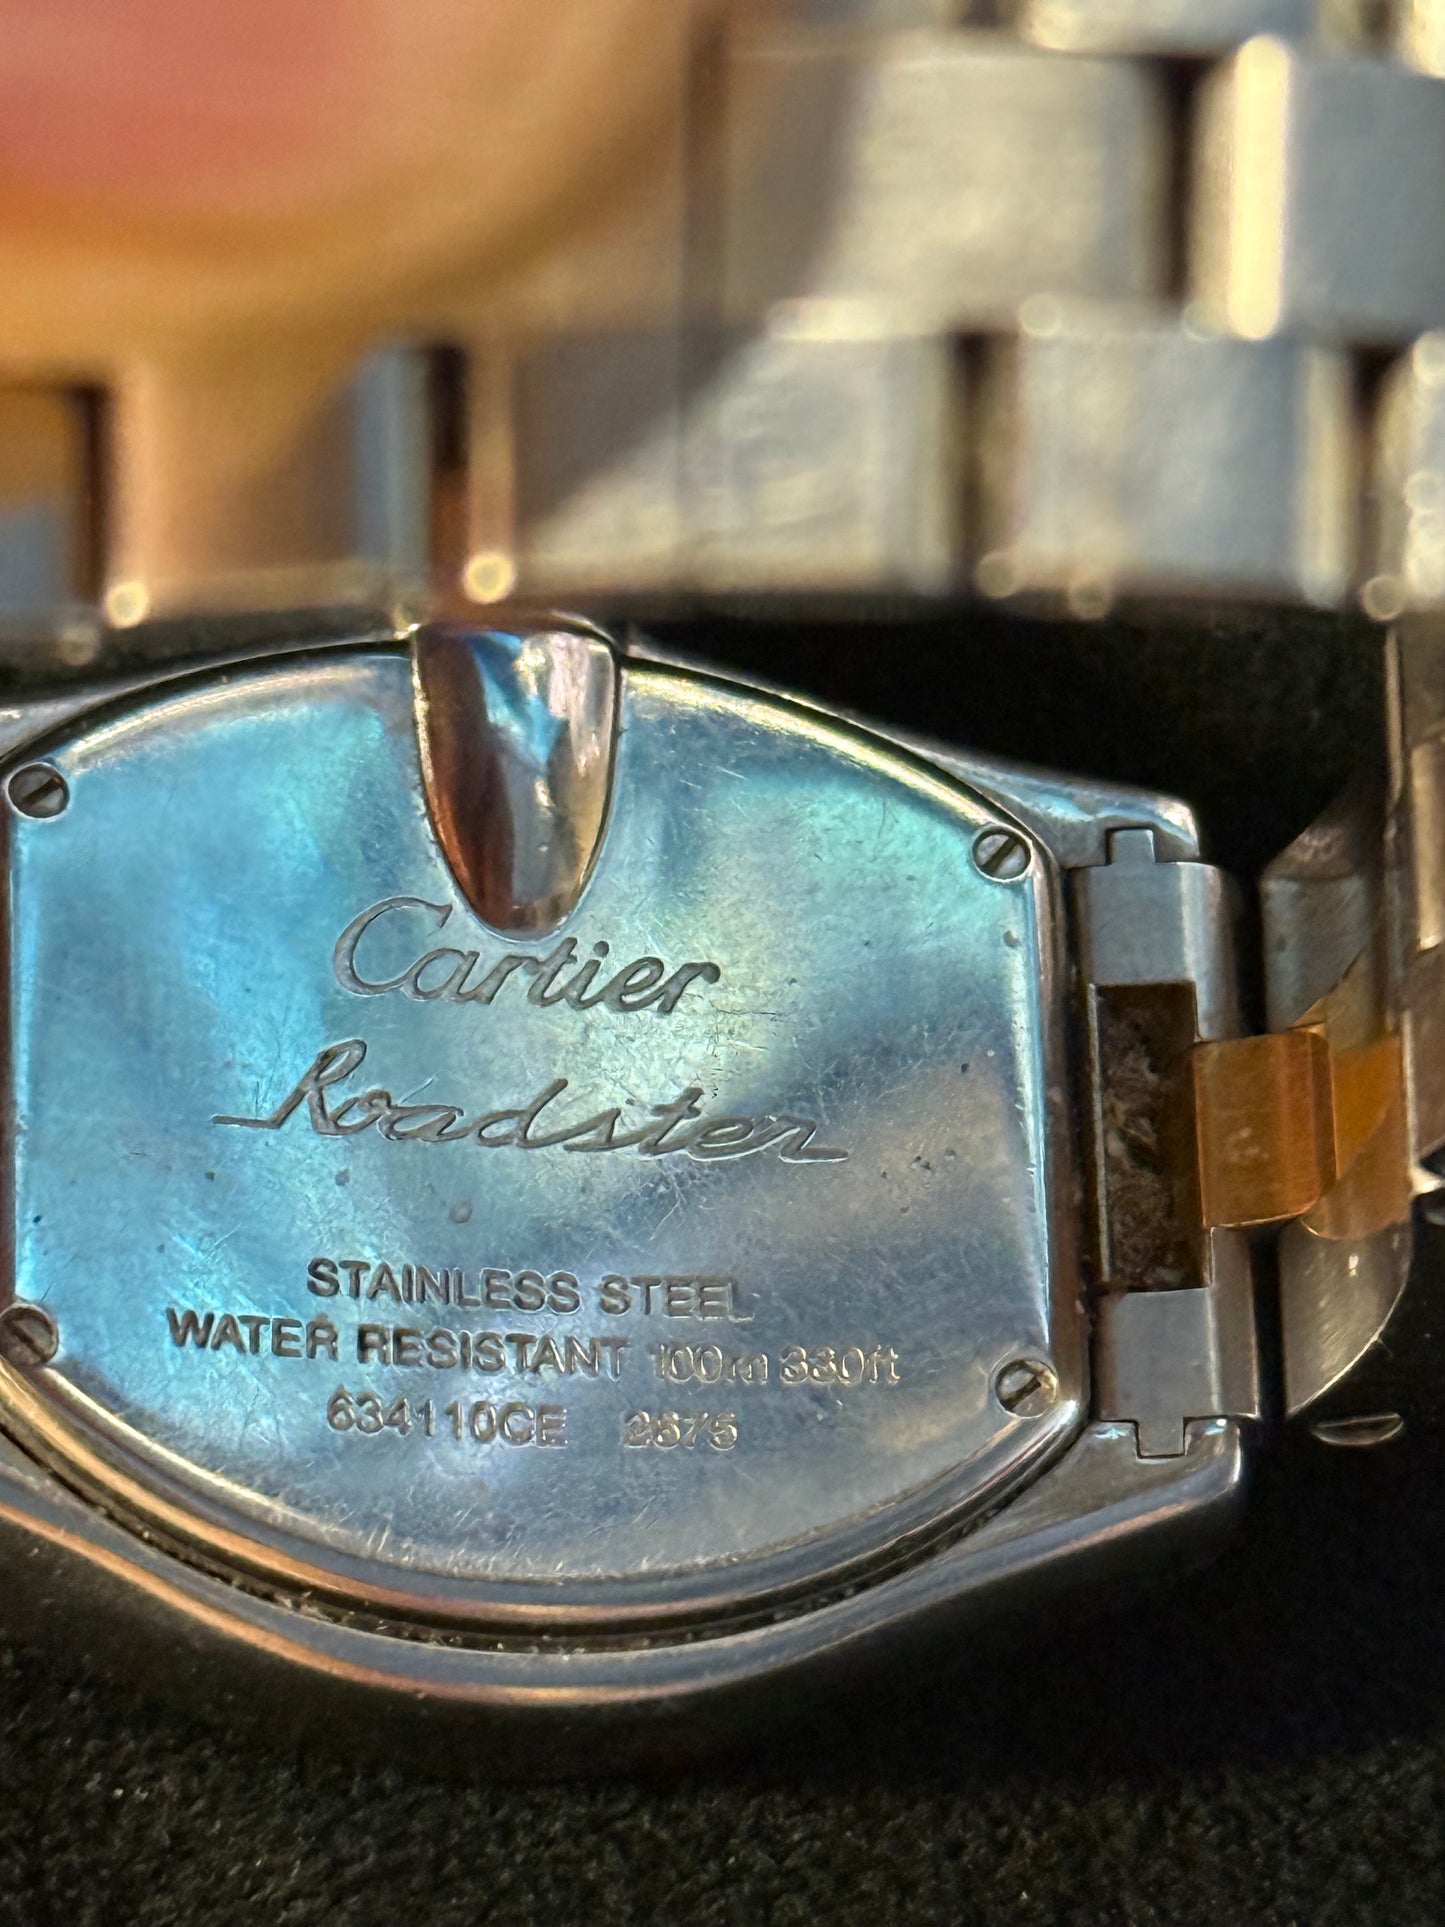 Cartier
Roadster
STAINLESS STEEL
WATER RESISTANT 100m 330ft
634110CE 2675